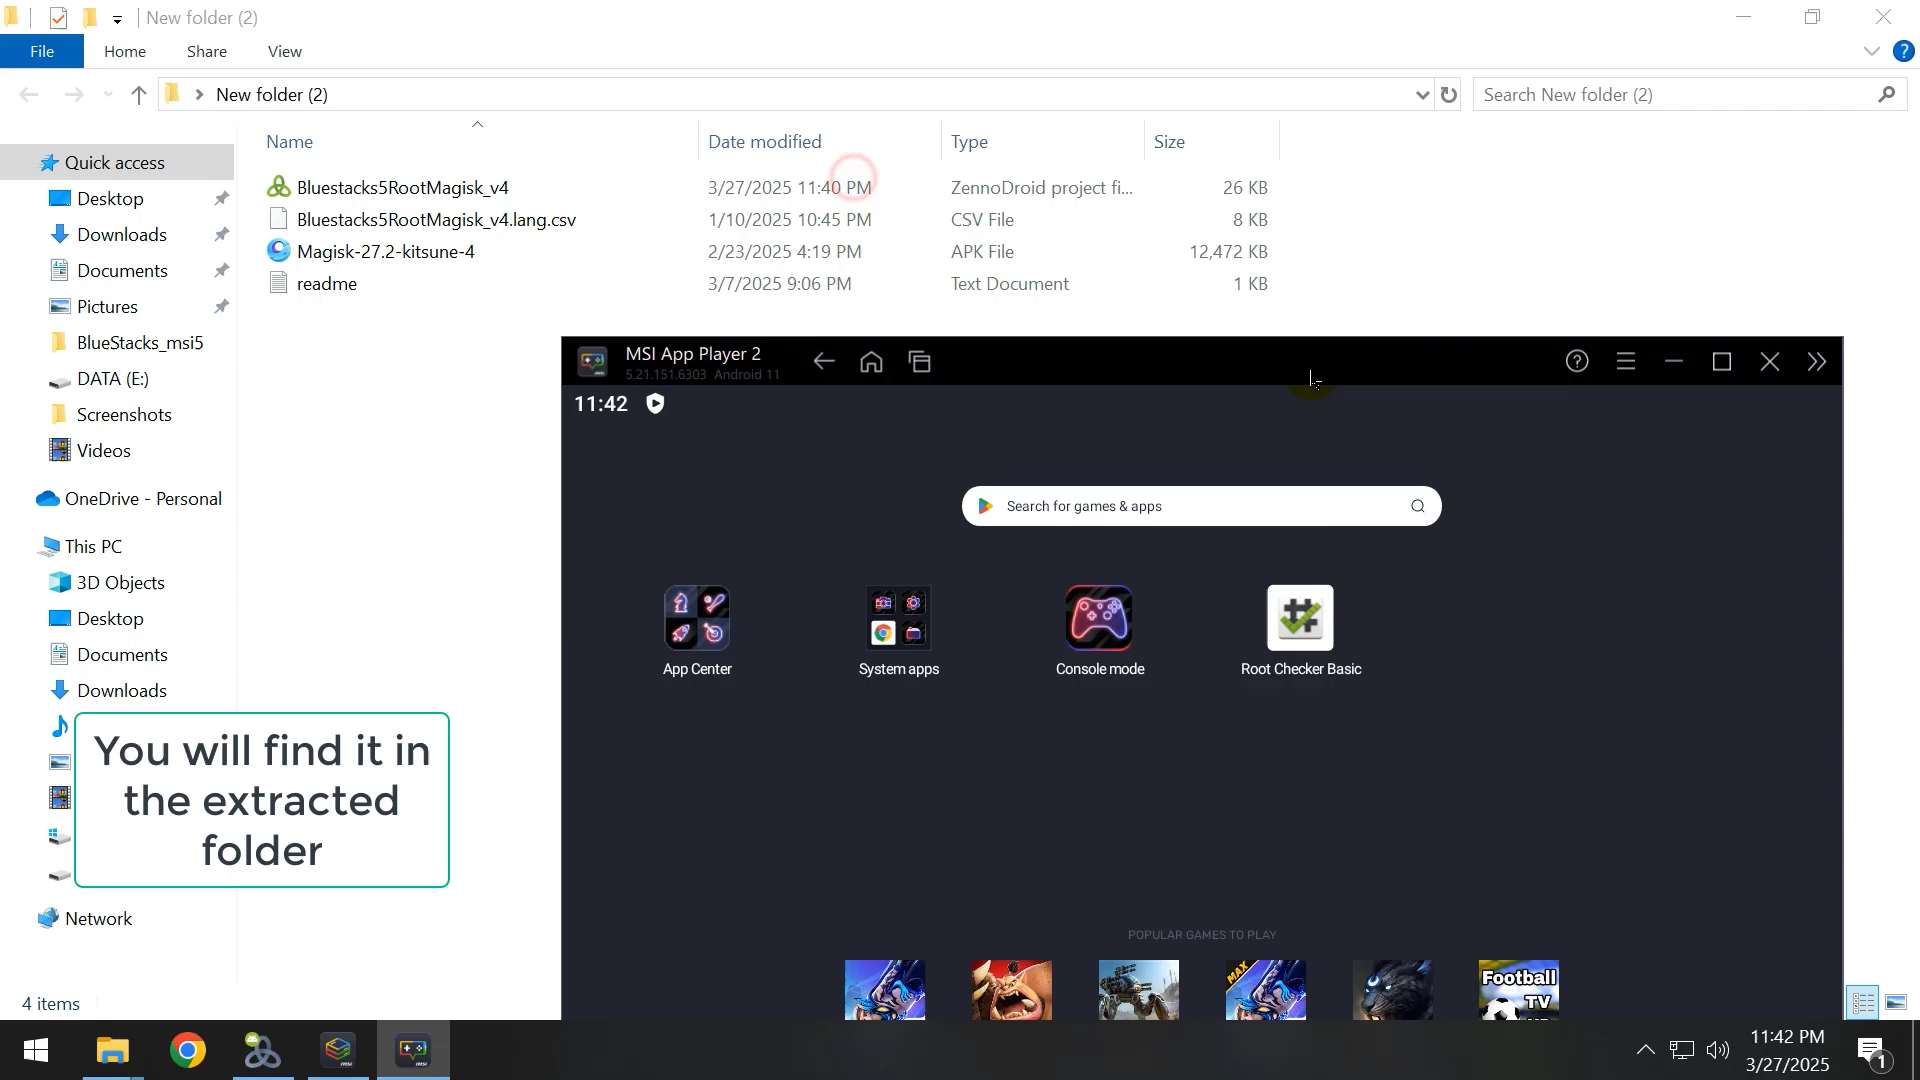 New folder (2)
File Home Share View
New folder (2)
Search New folder (2)
Name Date modified Type Size
Bluestacks5RootMagisk_v4 3/27/2025 11:40 PM ZennoDroid project fi... 26 KB
Bluestacks5RootMagisk_v4.lang.csv 1/10/2025 10:45 PM CSV File 8 KB
Magisk-27.2-kitsune-4 2/23/2025 4:19 PM APK File 12,472 KB
readme 3/7/2025 9:06 PM Text Document 1 KB
Quick access
Desktop
Downloads
Documents
Pictures
BlueStacks_msi5
DATA (E:)
Screenshots
Videos
OneDrive - Personal
This PC
3D Objects
Desktop
Documents
Downloads
Network
4 items
You will find it in
the extracted
folder
MSI App Player 2
5.21.151.6303 Android 11
11:42
Search for games & apps
App Center
System apps
Console mode
Root Checker Basic
POPULAR GAMES TO PLAY
MAX
Football
TV
11:42 PM
3/27/2025
1